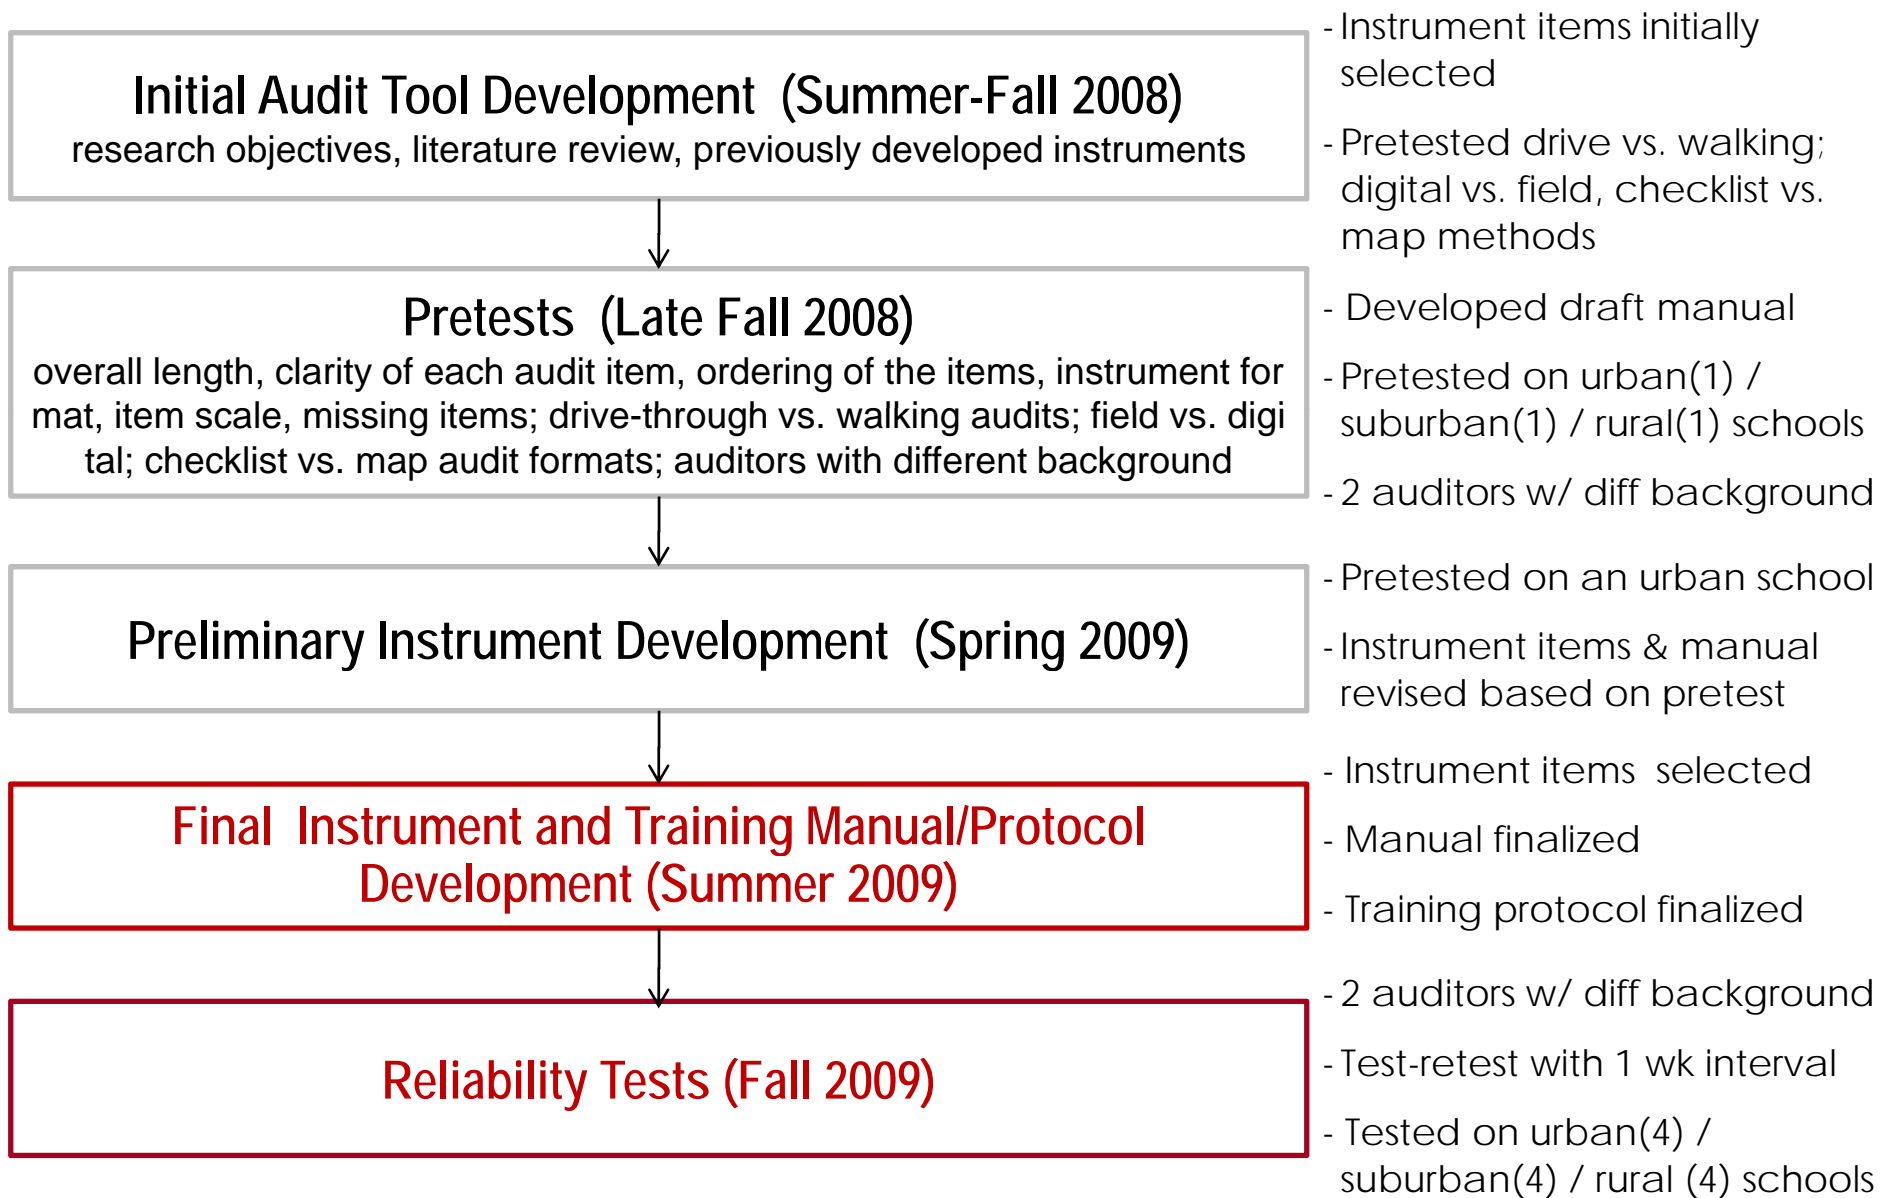 Initial Audit Tool Development (Summer-Fall 2008)
research objectives, literature review, previously developed instruments
- Instrument items initially
selected
- Pretested drive vs. walking;
digital vs. field, checklist vs.
map methods
Pretests (Late Fall 2008)
overall length, clarity of each audit item, ordering of the items, instrument for
mat, item scale, missing items; drive-through vs. walking audits; field vs. digi
tal; checklist vs. map audit formats; auditors with different background
- Developed draft manual
- Pretested on urban(1) /
suburban(1) / rural(1) schools
- 2 auditors w/ diff background
Preliminary Instrument Development (Spring 2009)
- Pretested on an urban school
- Instrument items & manual
revised based on pretest
Final Instrument and Training Manual/Protocol
Development (Summer 2009)
- Instrument items selected
- Manual finalized
- Training protocol finalized
Reliability Tests (Fall 2009)
- 2 auditors w/ diff background
- Test-retest with 1 wk interval
- Tested on urban(4) /
suburban(4) / rural (4) schools